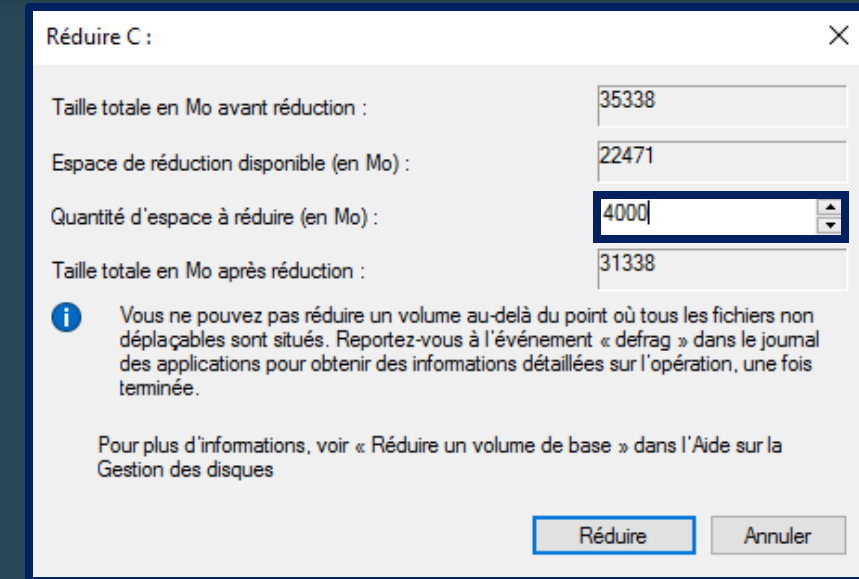 Réduire C :
Taille totale en Mo avant réduction :
35338
Espace de réduction disponible (en Mo) :
22471
Quantité d'espace à réduire (en Mo) :
4000
Taille totale en Mo après réduction :
31338
Vous ne pouvez pas réduire un volume au-delà du point où tous les fichiers non
déplaçables sont situés. Reportez-vous à l'événement « defrag » dans le journal
des applications pour obtenir des informations détaillées sur l'opération, une fois
terminée.
Pour plus d'informations, voir « Réduire un volume de base » dans l'Aide sur la
Gestion des disques
Réduire
Annuler